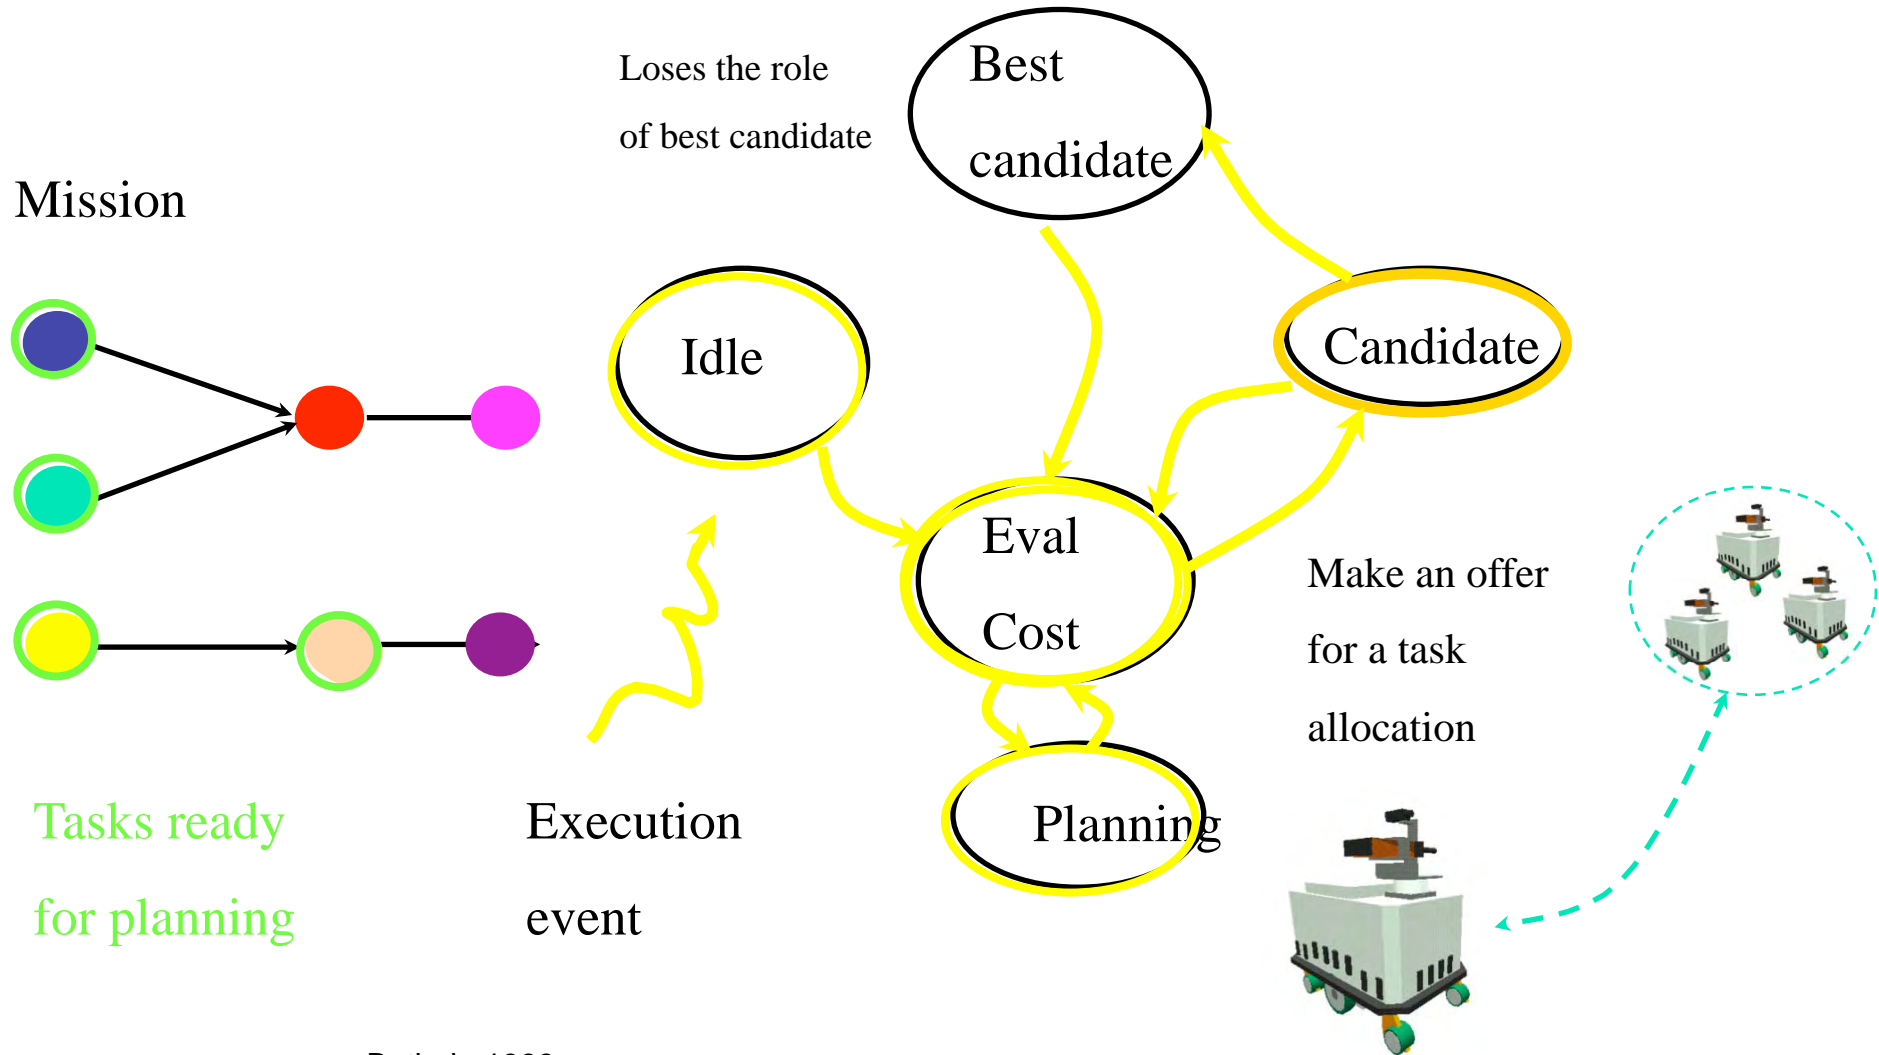 Loses the role
of best candidate
Best
candidate
Mission
Idle
Candidate
Eval
Cost
Make an offer
for a task
allocation
Planning
Tasks ready
for planning
Execution
event